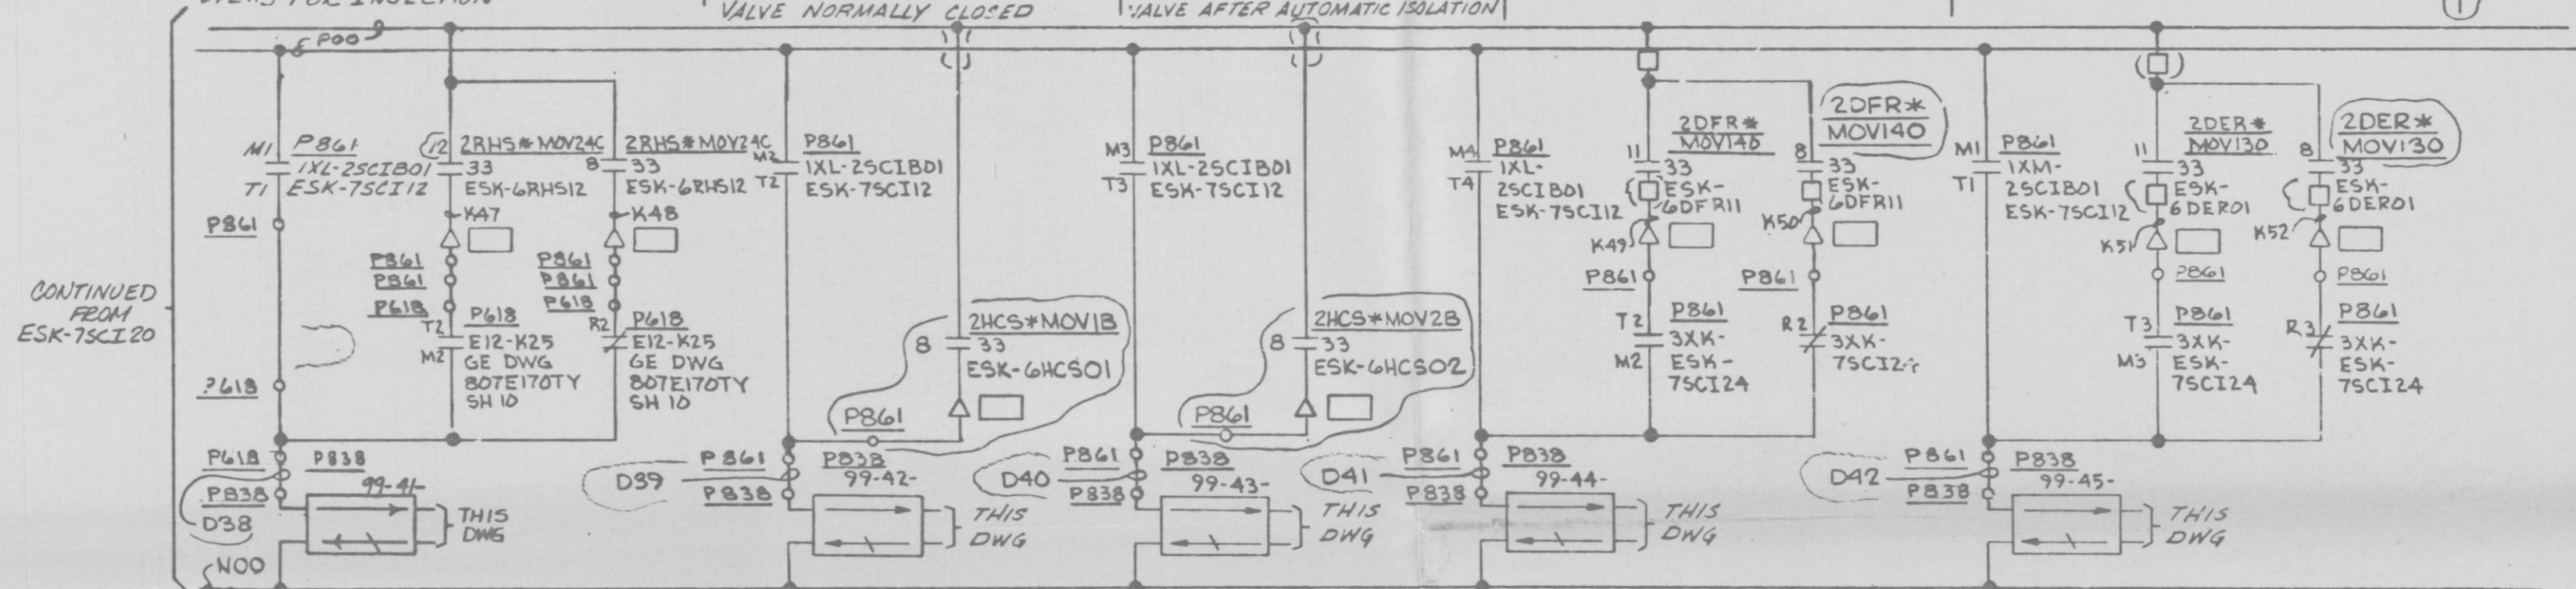 VALVE NORMALLY CLOSED
VALVE AFTER AUTOMATIC ISOLATION
1
P00
CONTINUED
FROM
ESK-7SCI20
M1
T1
P861
1XL-2SCIB01
ESK-7SCI12
P861
P618
12
2RHS*MOV24C
33
ESK-6RHS12
K47
P861
P861
P618
T2
M2
P618
E12-K25
GE DWG
807E170TY
SH 10
8
2RHS*MOV24C
33
ESK-6RHS12
K48
P861
P861
P618
R2
P618
E12-K25
GE DWG
807E170TY
SH 10
P618
P838
P838
D38
99-41-
THIS
DWG
N00
M2
T2
P861
1XL-2SCIB01
ESK-7SCI12
2HCS*MOV1B
8
33
ESK-6HCS01
P861
D39
P861
P838
P838
99-42-
THIS
DWG
M3
T3
P861
1XL-2SCIB01
ESK-7SCI12
2HCS*MOV2B
8
33
ESK-6HCS02
P861
D40
P861
P838
P838
99-43-
THIS
DWG
M4
T4
P861
1XL-
2SCIB01
ESK-7SCI12
2DFR*
MOV140
11
33
ESK-
6DFR11
K49
P861
T2
M2
P861
3XK-
ESK-
7SCI24
2DFR*
MOV140
8
33
ESK-
6DFR11
K50
P861
R2
P861
3XK-
D41
P861
P838
P838
99-44-
THIS
DWG
M1
T1
P861
1XM-
2SCIB01
ESK-7SCI12
2DER*
MOV130
11
33
ESK-
6DER01
K51
P861
T3
M3
P861
3XK-
ESK-
7SCI24
2DER*
MOV130
8
33
ESK-
6DER01
K52
P861
R3
P861
3XK-
ESK-
7SCI24
D42
P861
P838
P838
99-45-
THIS
DWG